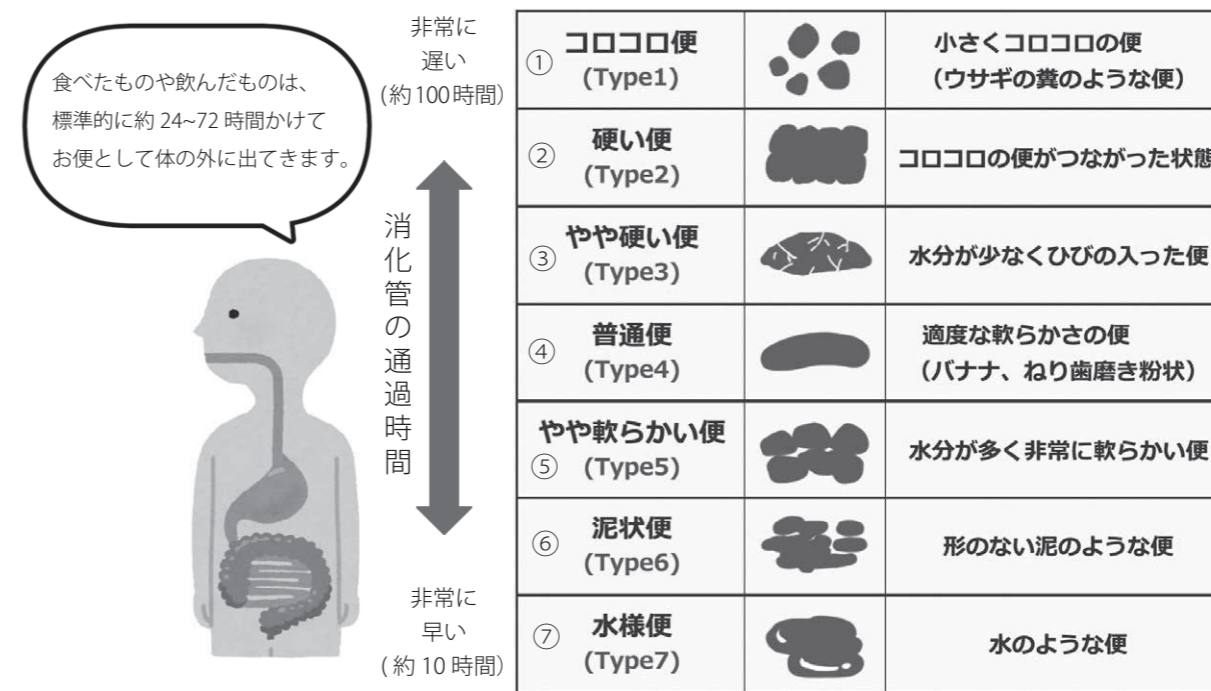 食べたものや飲んだものは、
標準的に約 24~72 時間かけて
お便として体の外に出てきます。
非常に
遅い
(約100時間)
消化管の通過時間
非常に
早い
( 約 10 時間)
① コロコロ便
(Type1)
小さくコロコロの便
（ウサギの糞のような便）
② 硬い便
(Type2)
コロコロの便がつながった状態
③ やや硬い便
(Type3)
水分が少なくひびの入った便
④ 普通便
(Type4)
適度な軟らかさの便
（バナナ、ねり歯磨き粉状）
やや軟らかい便
⑤ (Type5)
水分が多く非常に軟らかい便
⑥ 泥状便
(Type6)
形のない泥のような便
⑦ 水様便
(Type7)
水のような便